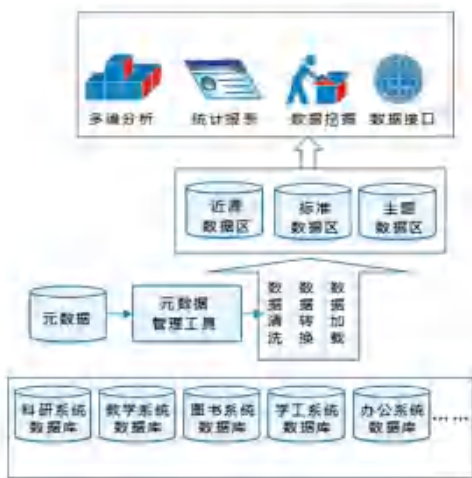 多维分析 统计报表 数据挖掘 数据接口
近源 标准 主题
数据区 数据区 数据区
元数据
元数据
管理工具
数据清洗
数据转换
数据加载
科研系统 教学系统 图书系统 学工系统 办公系统
数据库 数据库 数据库 数据库 数据库 ……